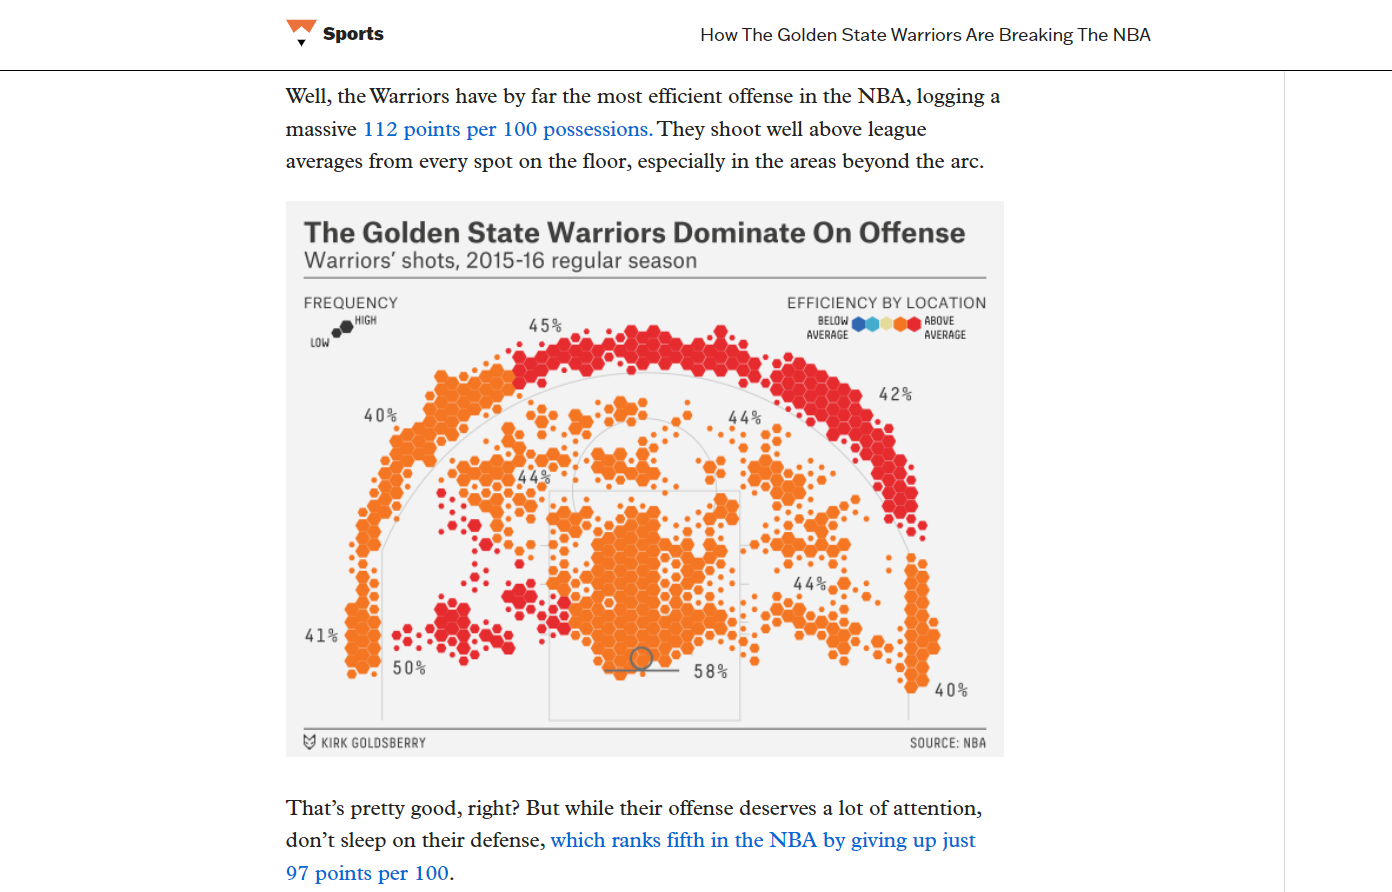 Sports
How The Golden State Warriors Are Breaking The NBA
Well, the Warriors have by far the most efficient offense in the NBA, logging a
massive 112 points per 100 possessions. They shoot well above league
averages from every spot on the floor, especially in the areas beyond the arc.
The Golden State Warriors Dominate On Offense
Warriors’ shots, 2015-16 regular season
FREQUENCY
HIGH
LOW
EFFICIENCY BY LOCATION
BELOW
AVERAGE
ABOVE
AVERAGE
45%
42%
40%
44%
44%
44%
41%
50%
58%
40%
KIRK GOLDSBERRY
SOURCE: NBA
That’s pretty good, right? But while their offense deserves a lot of attention,
don’t sleep on their defense, which ranks fifth in the NBA by giving up just
97 points per 100.